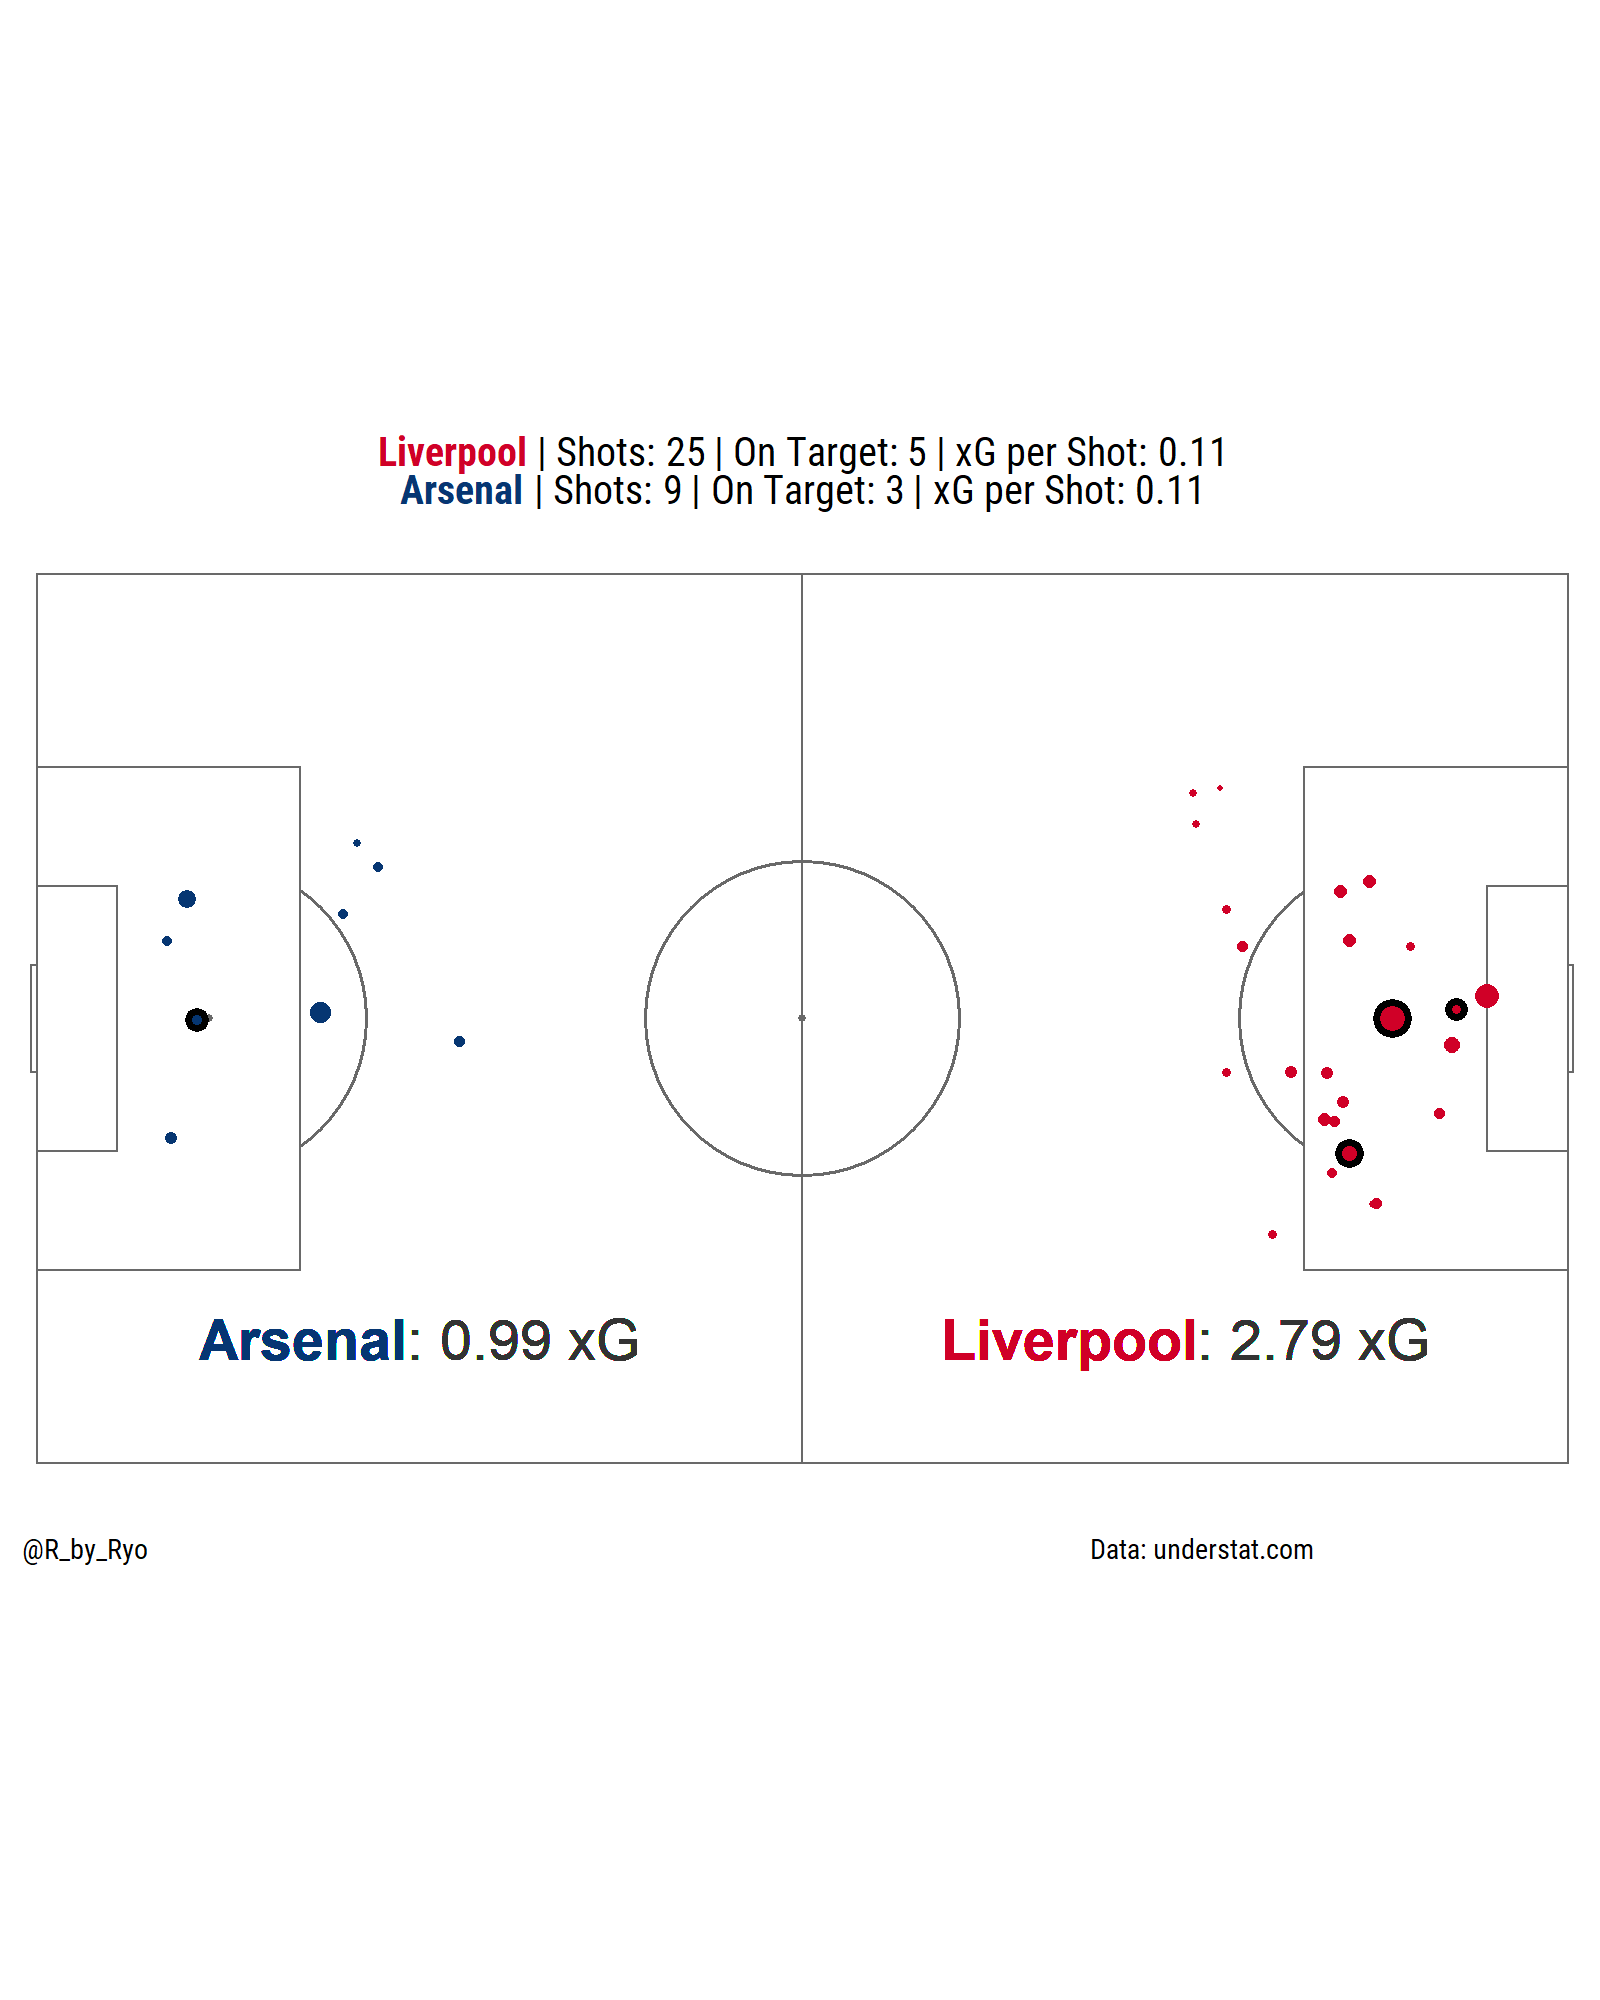 Liverpool | Shots: 25 | On Target: 5 | xG per Shot: 0.11
Arsenal | Shots: 9 | On Target: 3 | xG per Shot: 0.11
Arsenal: 0.99 xG
Liverpool: 2.79 xG
@R_by_Ryo
Data: understat.com